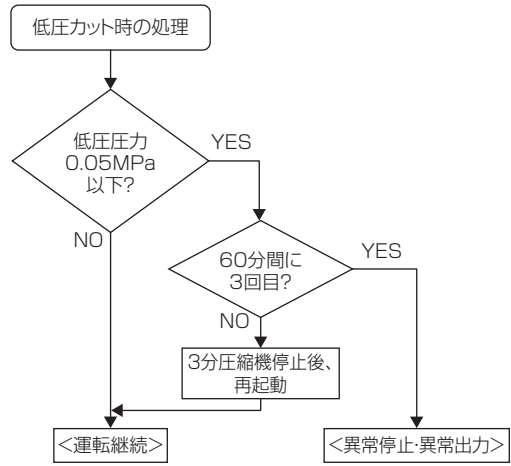 低圧カット時の処理
低圧圧力
0.05MPa
以下?
YES
NO
60分間に
3回目?
YES
NO
3分圧縮機停止後、
再起動
<運転継続>
<異常停止・異常出力>